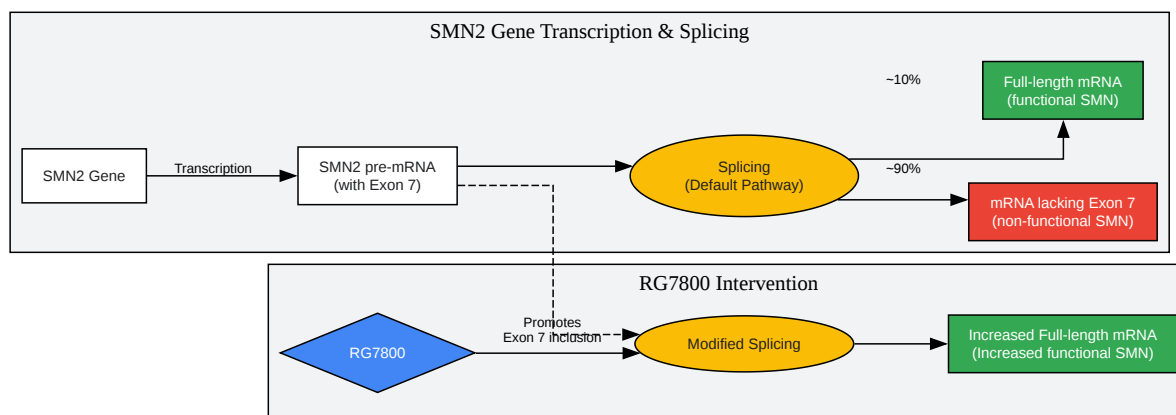 SMN2 Gene Transcription & Splicing
~10%
Full-length mRNA
(functional SMN)
SMN2 Gene
Transcription
SMN2 pre-mRNA
(with Exon 7)
Splicing
(Default Pathway)
~90%
mRNA lacking Exon 7
(non-functional SMN)
RG7800 Intervention
RG7800
Promotes
Exon 7 inclusion
Modified Splicing
Increased Full-length mRNA
(Increased functional SMN)